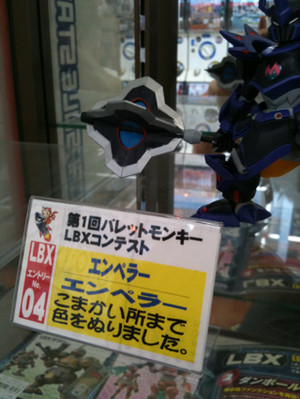 第1回パレットモンキー
LBXコンテスト
LBX
エントリー
No.
04
エンペラー
エンペラー
こまかい所まで
色をぬりました。
LBX
ダンボール